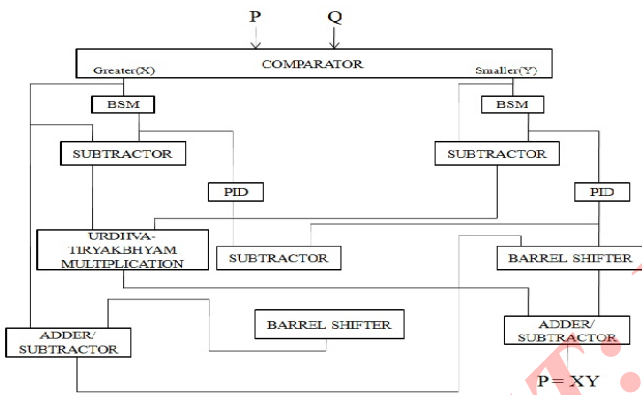 P Q
COMPARATOR
Greater(X) Smaller(Y)
BSM BSM
SUBTRACTOR SUBTRACTOR
PID PID
URDHVA-
TIRYAKBHYAM
MULTIPLICATION
SUBTRACTOR BARREL SHIFTER
BARREL SHIFTER
ADDER/
SUBTRACTOR
ADDER/
SUBTRACTOR
P = XY